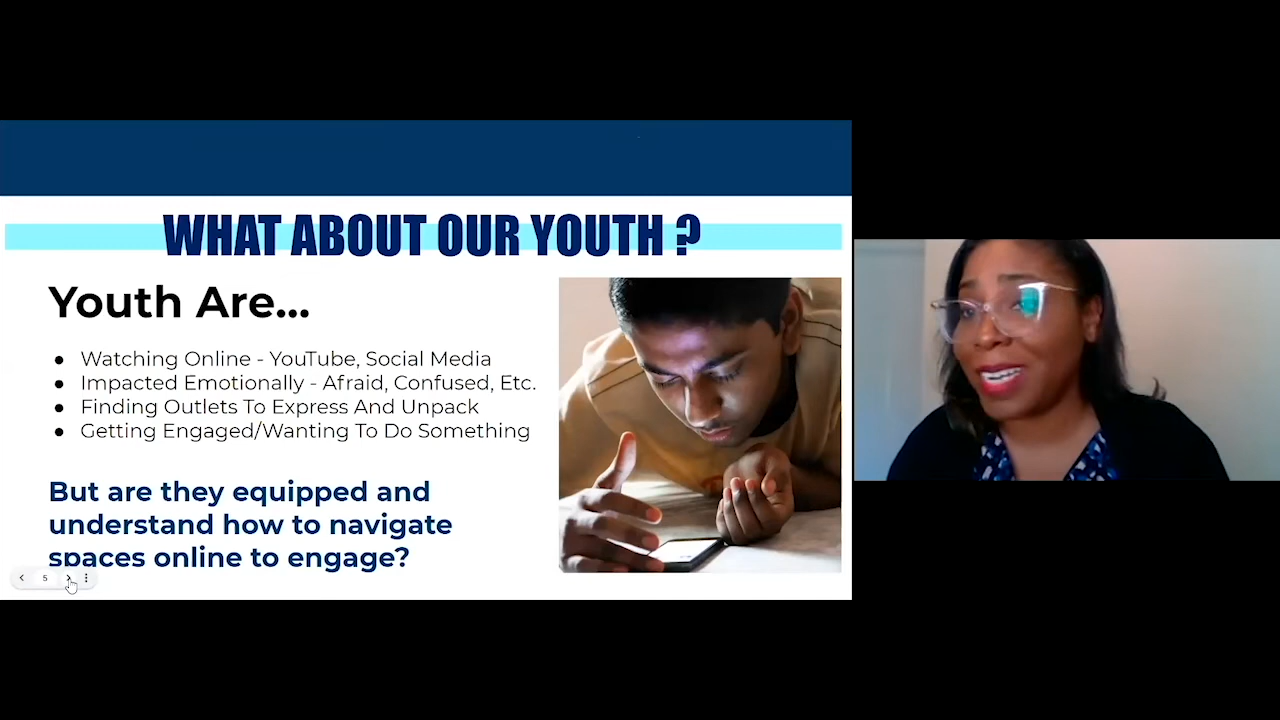 WHAT ABOUT OUR YOUTH ?
Youth Are...
● Watching Online - YouTube, Social Media
● Impacted Emotionally - Afraid, Confused, Etc.
● Finding Outlets To Express And Unpack
● Getting Engaged/Wanting To Do Something
But are they equipped and
understand how to navigate
spaces online to engage?
5